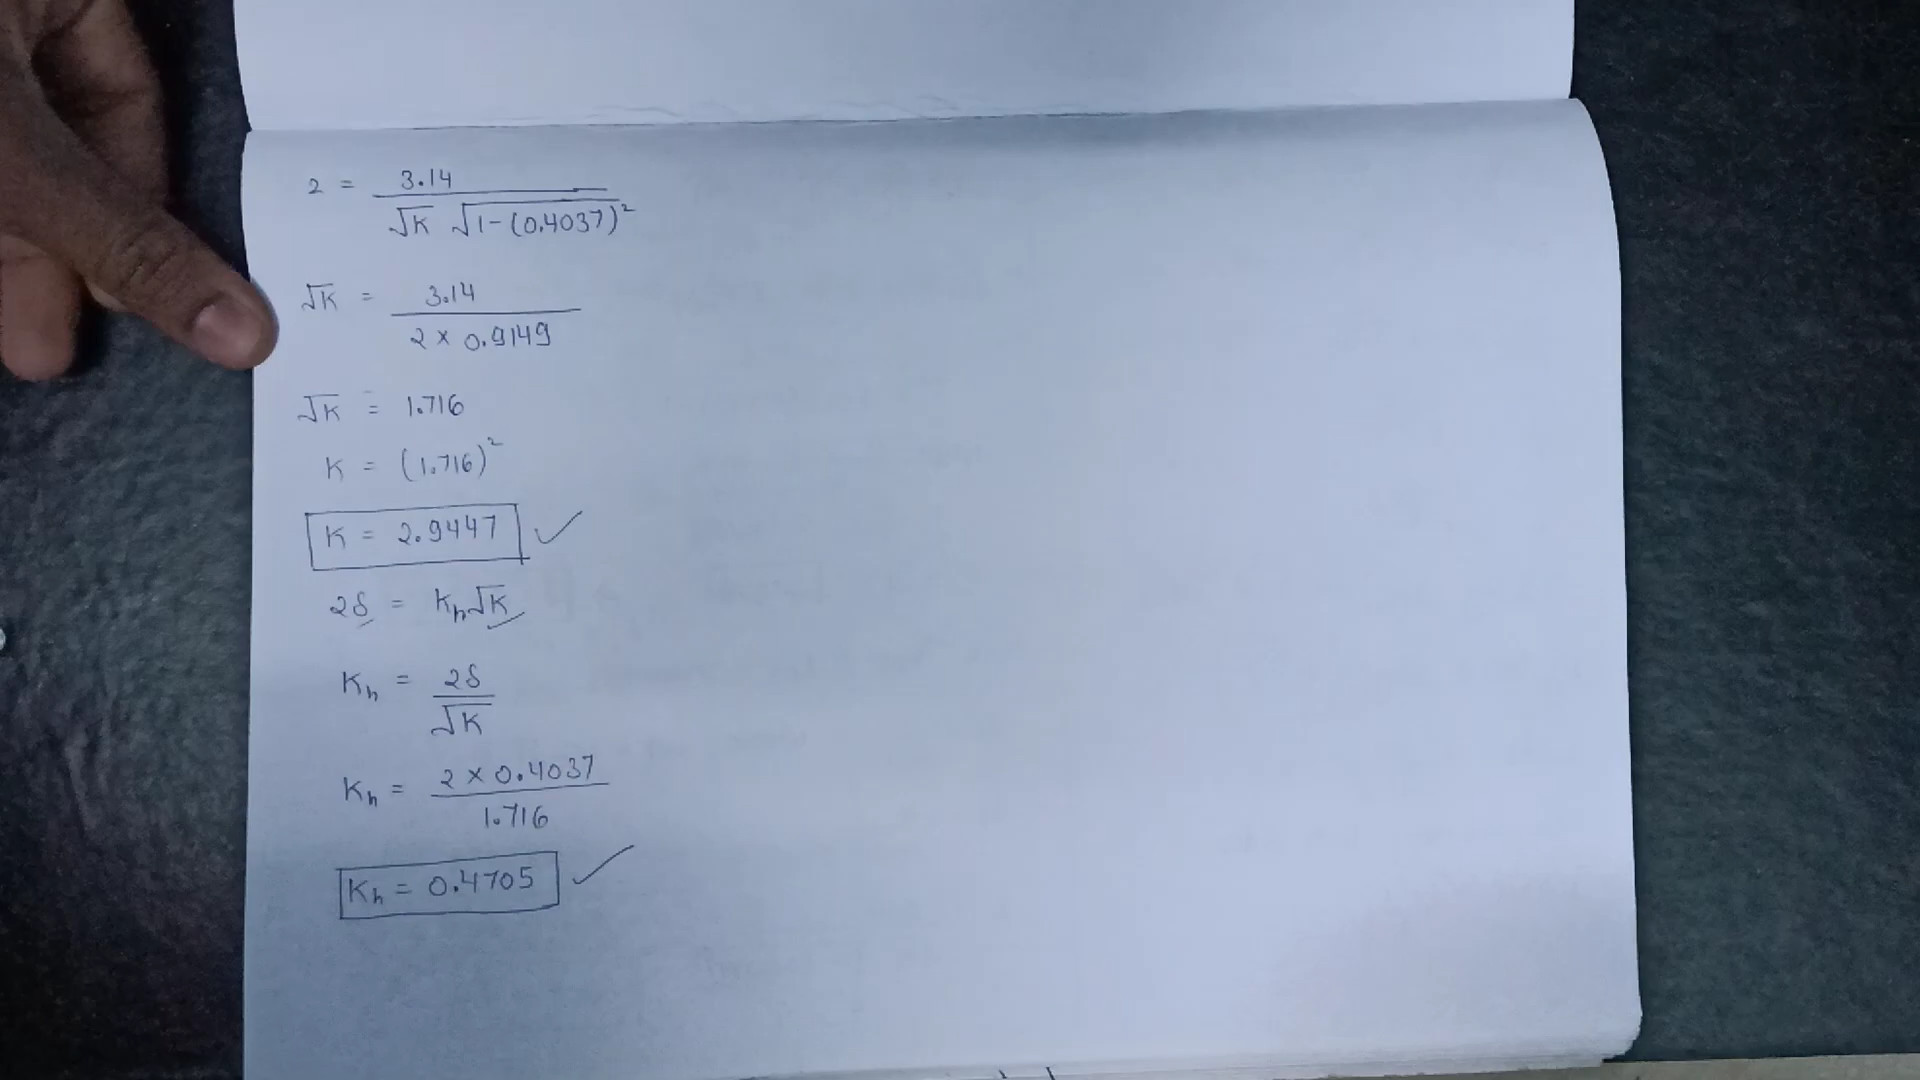 2 = 3.14 / √K √1-(0.4037)²
√K = 3.14 / 2 × 0.9149
√K = 1.716
K = (1.716)²
K = 2.9447 ✓
2δ = Kₕ√K
Kₕ = 2δ / √K
Kₕ = 2 × 0.4037 / 1.716
Kₕ = 0.4705 ✓